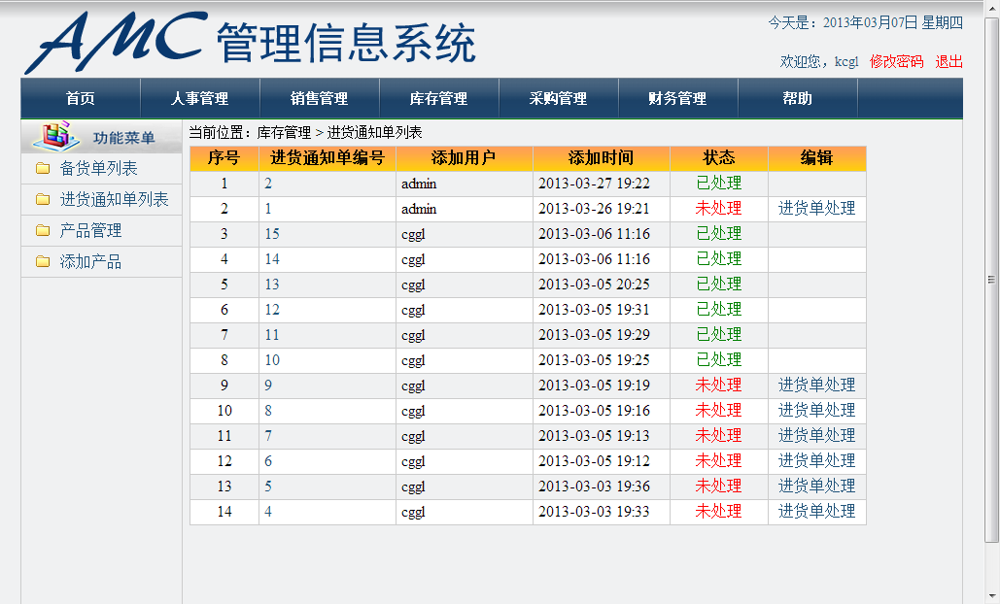 AMC 管理信息系统
今天是：2013年03月07日 星期四
欢迎您，kcgl 修改密码 退出
首页 人事管理 销售管理 库存管理 采购管理 财务管理 帮助
功能菜单
备货单列表
进货通知单列表
产品管理
添加产品
当前位置：库存管理 > 进货通知单列表
序号 进货通知单编号 添加用户 添加时间 状态 编辑
1 2 admin 2013-03-27 19:22 已处理
2 1 admin 2013-03-26 19:21 未处理 进货单处理
3 15 cggl 2013-03-06 11:16 已处理
4 14 cggl 2013-03-06 11:16 已处理
5 13 cggl 2013-03-05 20:25 已处理
6 12 cggl 2013-03-05 19:31 已处理
7 11 cggl 2013-03-05 19:29 已处理
8 10 cggl 2013-03-05 19:25 已处理
9 9 cggl 2013-03-05 19:19 未处理 进货单处理
10 8 cggl 2013-03-05 19:16 未处理 进货单处理
11 7 cggl 2013-03-05 19:13 未处理 进货单处理
12 6 cggl 2013-03-05 19:12 未处理 进货单处理
13 5 cggl 2013-03-03 19:36 未处理 进货单处理
14 4 cggl 2013-03-03 19:33 未处理 进货单处理